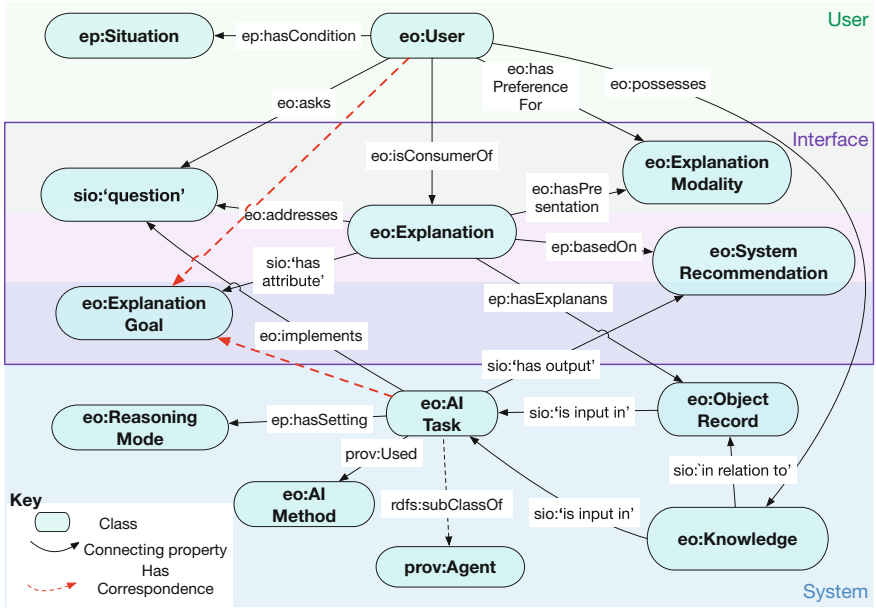 User
ep:Situation
ep:hasCondition
eo:User
eo:has
Preference
For
eo:possesses
eo:asks
Interface
eo:isConsumerOf
eo:Explanation
Modality
sio:‘question’
eo:hasPre
sentation
eo:addresses
eo:Explanation
ep:basedOn
eo:System
Recommendation
sio:‘has
attribute’
ep:hasExplanans
eo:Explanation
Goal
eo:implements
sio:‘has output’
eo:AI
Task
eo:Object
Record
eo:Reasoning
Mode
ep:hasSetting
sio:‘is input in’
prov:Used
sio:`in relation to’
eo:AI
Method
rdfs:subClassOf
sio:‘is input in’
eo:Knowledge
prov:Agent
Key
Class
Connecting property
Has
Correspondence
System